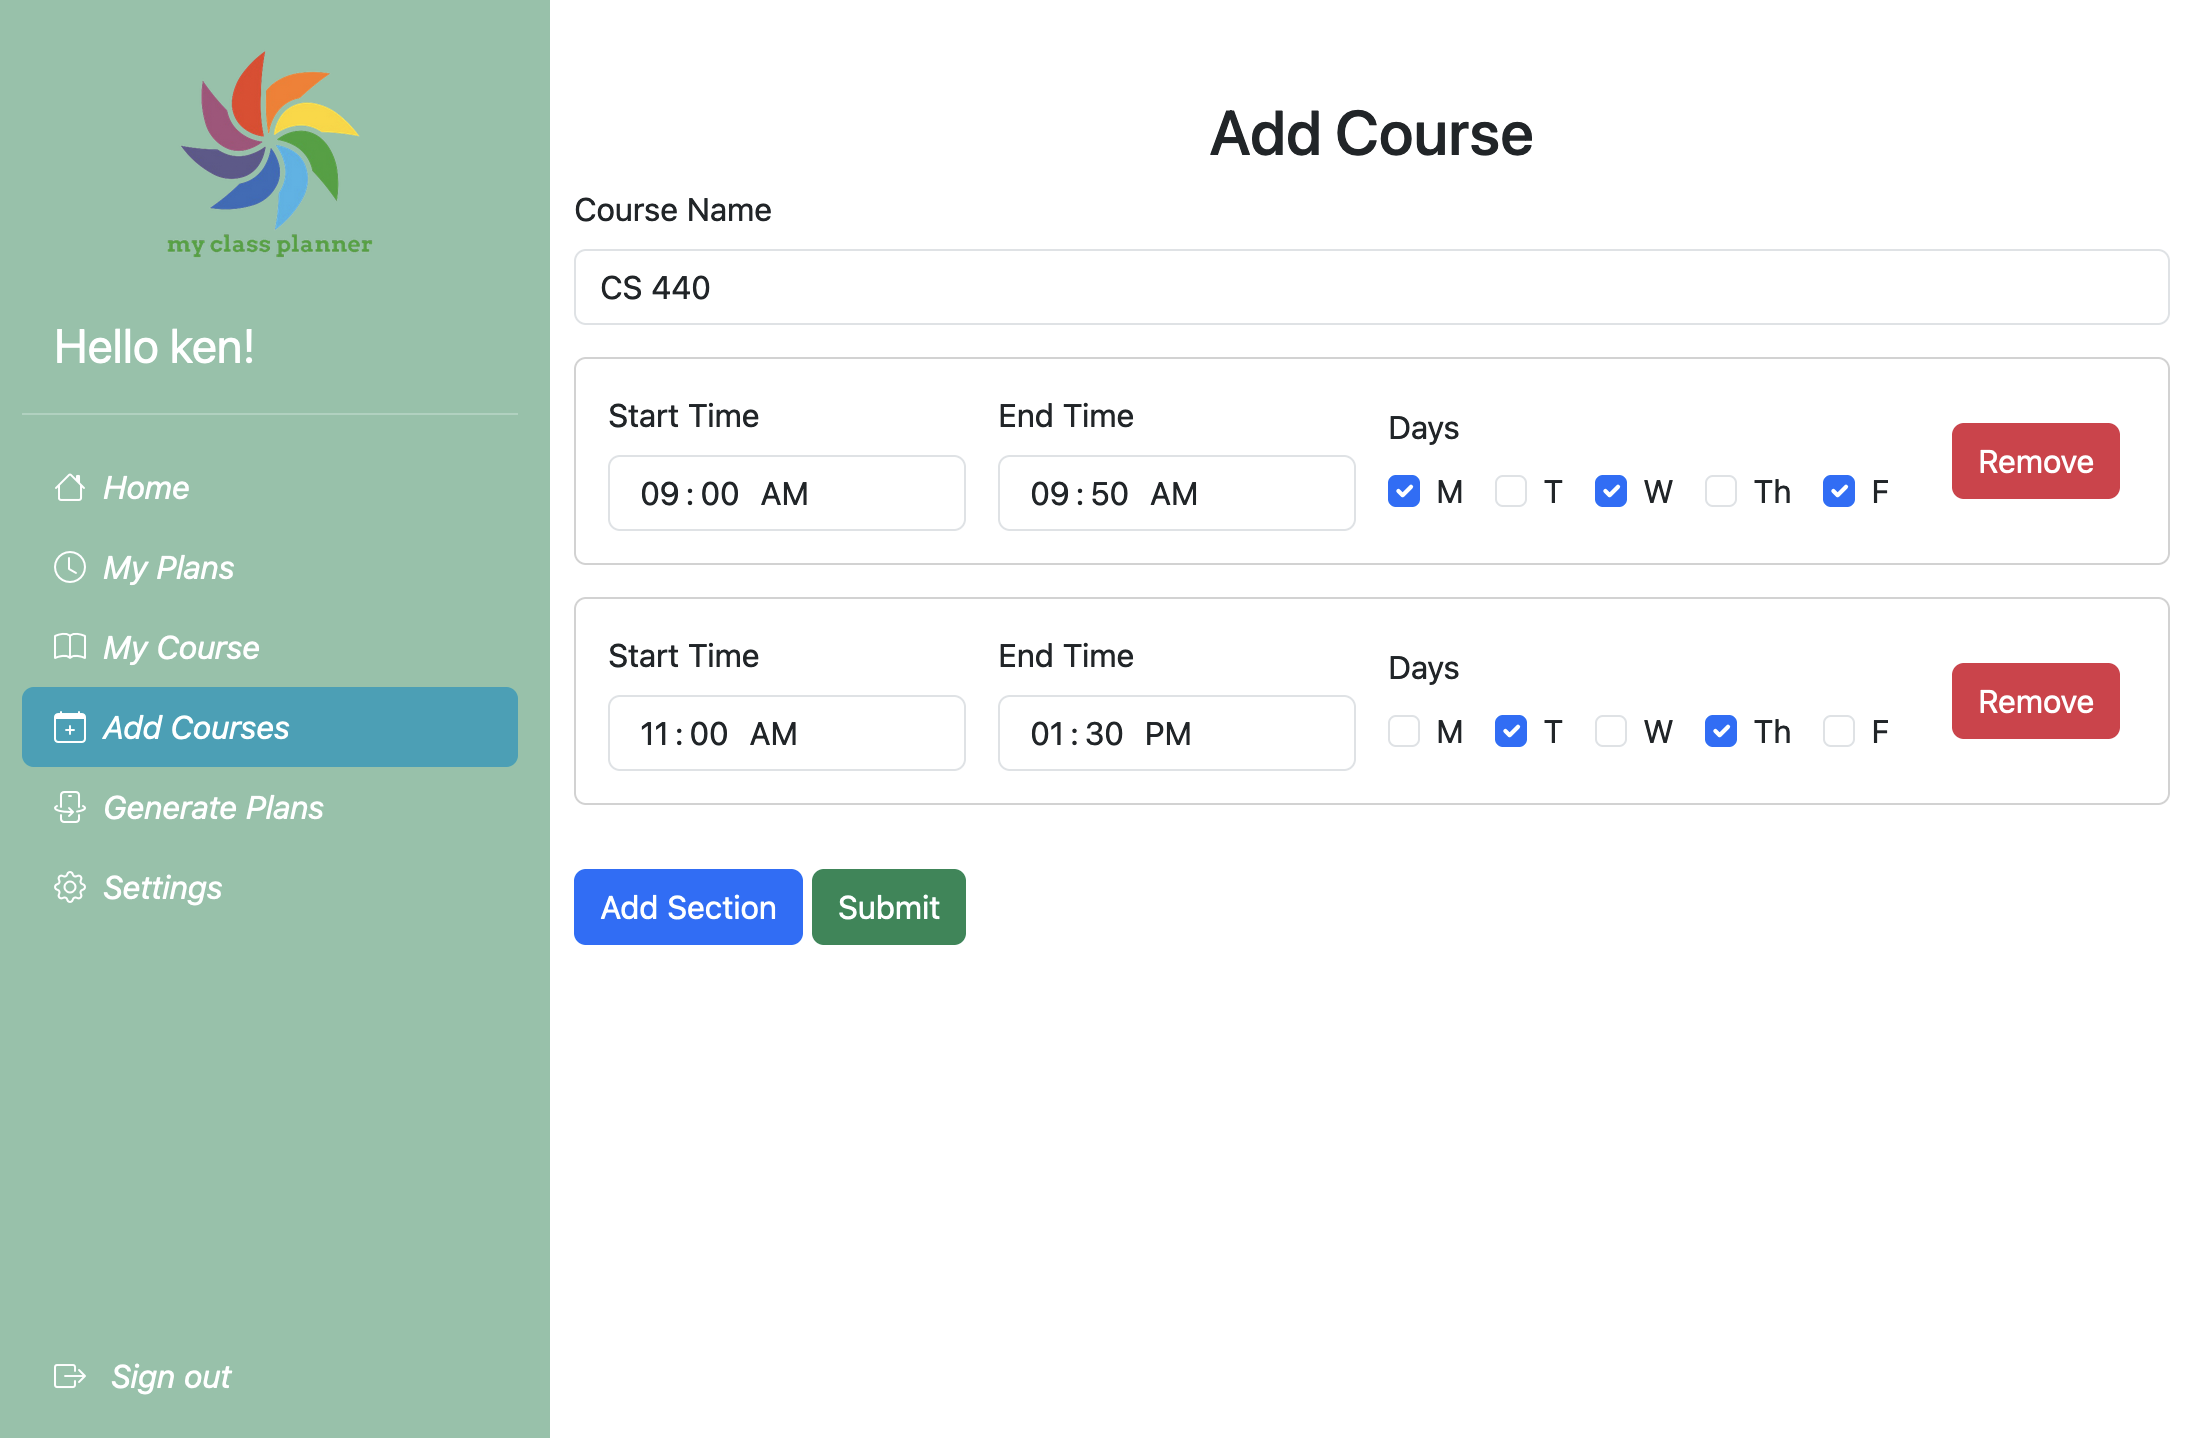 my class planner
Hello ken!
Home
My Plans
My Course
Add Courses
Generate Plans
Settings
Sign out
Add Course
Course Name
CS 440
Start Time End Time Days
09:00 AM 09:50 AM M T W Th F Remove
Start Time End Time Days
11:00 AM 01:30 PM M T W Th F Remove
Add Section Submit